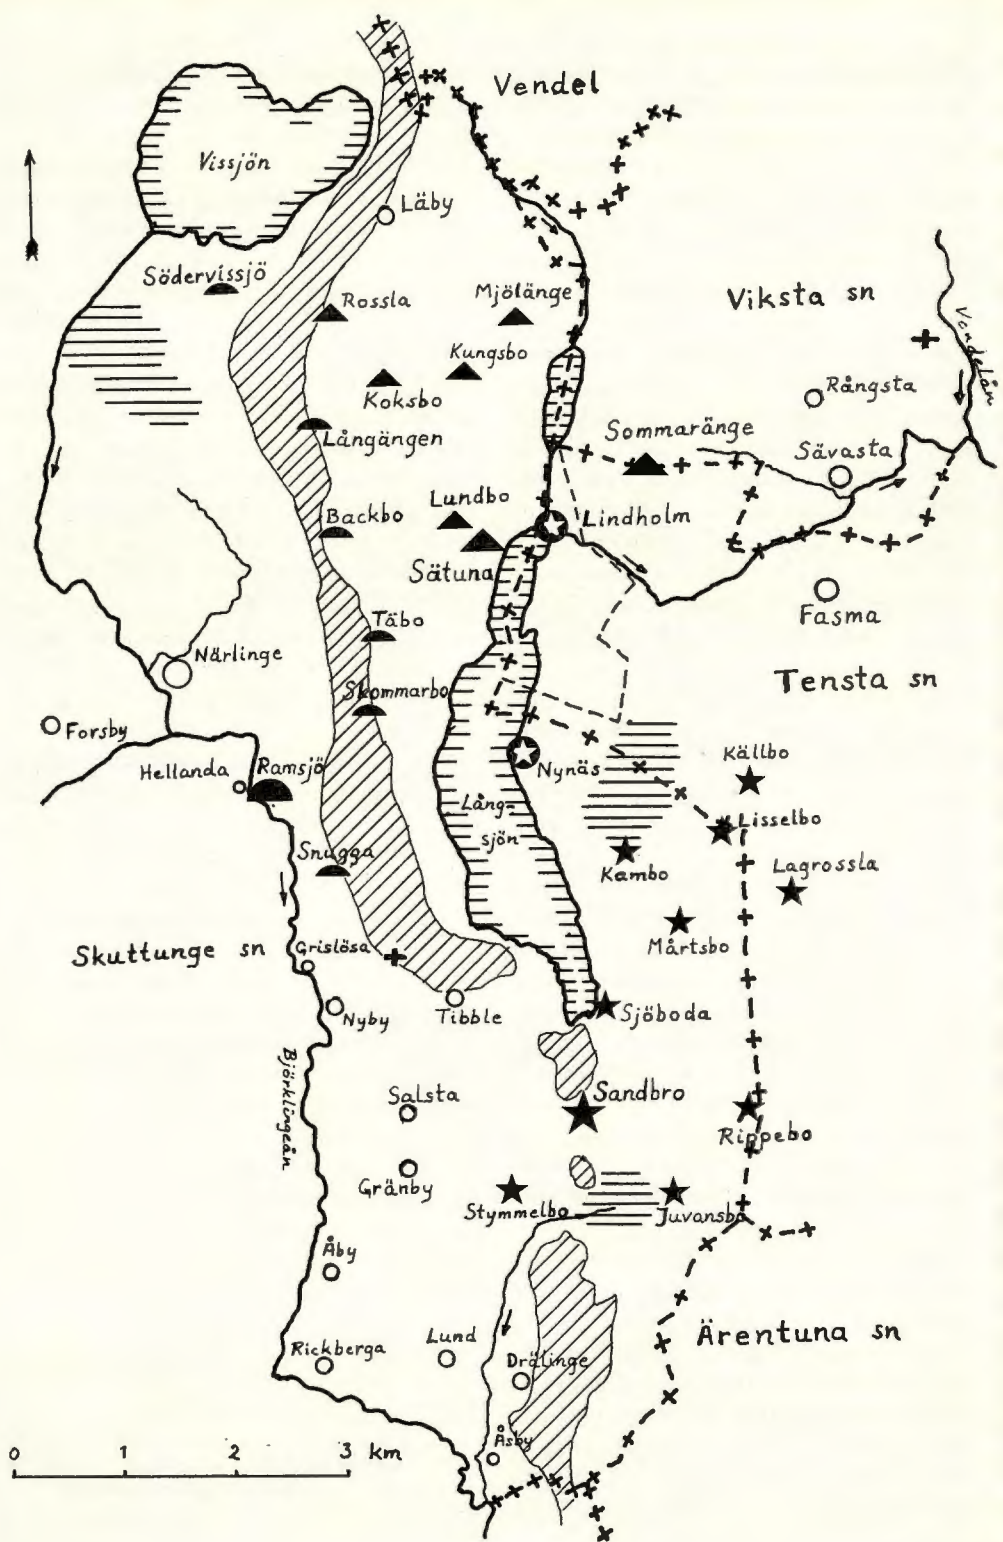 Vendel
Vissjön
Läby
Södervissjö
Rossla
Mjölänge
Viksta sn
Vendelån
Kungsbo
Koksbo
Rångsta
Långängen
Sommaränge
Sävasta
Backbo
Lundbo
Lindholm
Sätuna
Fasma
Täbo
Närlinge
Tensta sn
Skommarbo
Forsby
Hellanda
Ramsjö
Nynäs
Källbo
Lång-
sjön
Lisselbo
Snugga
Kambo
Lagrossla
Skuttunge sn
Grislösa
Mårtsbo
Nyby
Tibble
Sjöboda
Björklingeån
Salsta
Sandbro
Rippebo
Gränby
Stymmelbo
Juvansbo
Åby
Ärentuna sn
Rickberga
Lund
Drälinge
Åsby
0 1 2 3 km